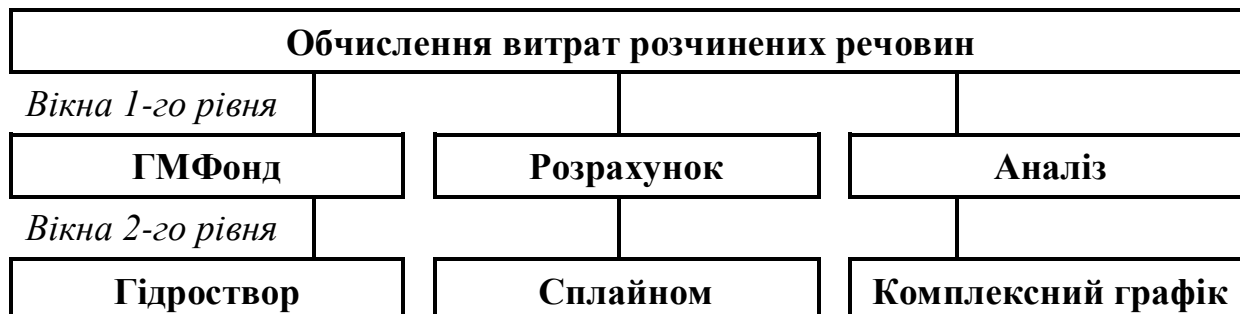 Обчислення витрат розчинених речовин
Вікна 1-го рівня
ГМФонд Розрахунок Аналіз
Вікна 2-го рівня
Гідроствор Сплайном Комплексний графік